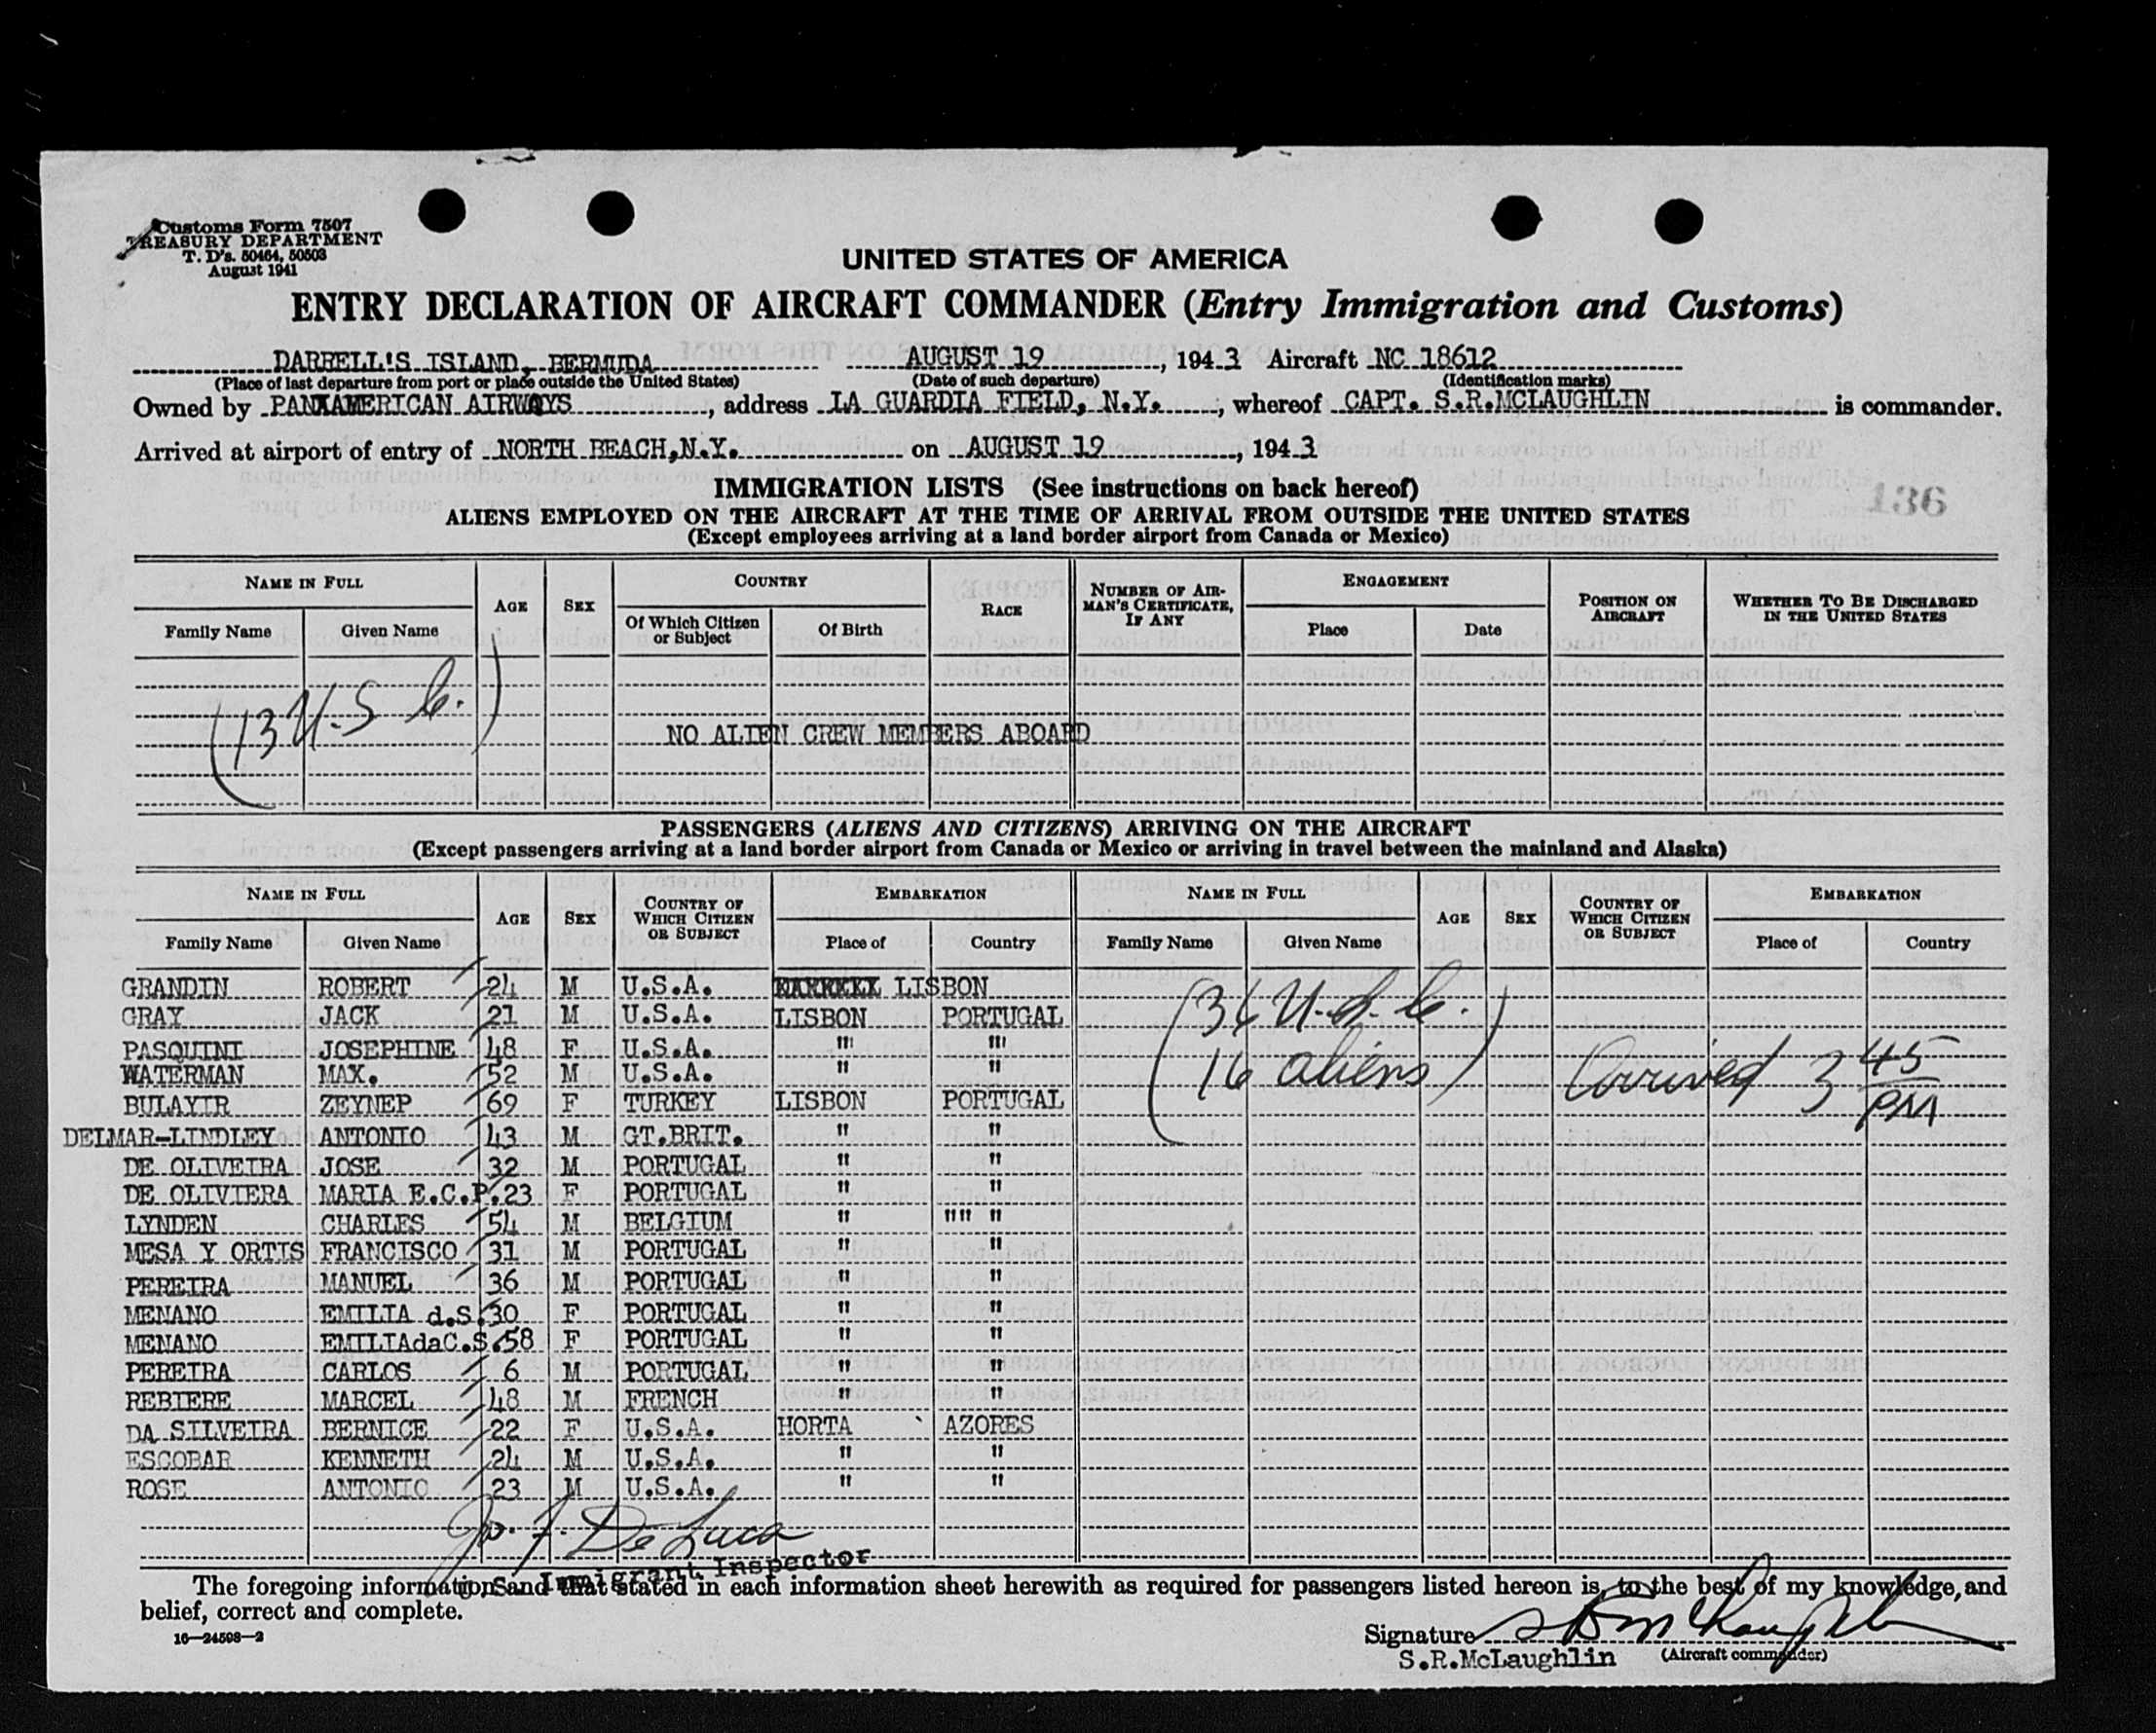 Customs Form 7507
TREASURY DEPARTMENT
T. D's. 50464, 50503
August 1941
UNITED STATES OF AMERICA
ENTRY DECLARATION OF AIRCRAFT COMMANDER (Entry Immigration and Customs)
DARRELL'S ISLAND, BERMUDA AUGUST 19, 1943 Aircraft NC 18612
(Place of last departure from port or place outside the United States) (Date of such departure) (Identification marks)
Owned by PAN AMERICAN AIRWAYS, address LA GUARDIA FIELD, N.Y., whereof CAPT. S.R.MCLAUGHLIN is commander.
Arrived at airport of entry of NORTH BEACH,N.Y. on AUGUST 19, 1943
IMMIGRATION LISTS (See instructions on back hereof)
136
ALIENS EMPLOYED ON THE AIRCRAFT AT THE TIME OF ARRIVAL FROM OUTSIDE THE UNITED STATES
(Except employees arriving at a land border airport from Canada or Mexico)
NAME IN FULL AGE SEX COUNTRY RACE NUMBER OF AIRMAN'S CERTIFICATE, IF ANY ENGAGEMENT POSITION ON AIRCRAFT WHETHER TO BE DISCHARGED IN THE UNITED STATES
Family Name Given Name Of Which Citizen or Subject Of Birth Place Date
(13 U.S C.)
NO ALIEN CREW MEMBERS ABOARD
PASSENGERS (ALIENS AND CITIZENS) ARRIVING ON THE AIRCRAFT
(Except passengers arriving at a land border airport from Canada or Mexico or arriving in travel between the mainland and Alaska)
NAME IN FULL AGE SEX COUNTRY OF WHICH CITIZEN OR SUBJECT EMBARKATION NAME IN FULL AGE SEX COUNTRY OF WHICH CITIZEN OR SUBJECT EMBARKATION
Family Name Given Name Place of Country Family Name Given Name Place of Country
GRANDIN ROBERT 24 M U.S.A. LISBON
GRAY JACK 21 M U.S.A. LISBON PORTUGAL
U.S.C.
PASQUINI JOSEPHINE 48 F U.S.A. " "
WATERMAN MAX. 52 M U.S.A. " "
16 aliens Arrived 3 45 PM
BULAYIR ZEYNEP 69 F TURKEY LISBON PORTUGAL
DELMAR-LINDLEY ANTONIO 43 M GT.BRIT. " "
DE OLIVEIRA JOSE 32 M PORTUGAL " "
DE OLIVIERA MARIA E.C.P. 23 F PORTUGAL " "
LYNDEN CHARLES 54 M BELGIUM " "" "
MESA Y ORTIS FRANCISCO 31 M PORTUGAL " "
PEREIRA MANUEL 36 M PORTUGAL " "
MENANO EMILIA d.S. 30 F PORTUGAL " "
MENANO EMILIAdaC.S. 58 F PORTUGAL " "
PEREIRA CARLOS 6 M PORTUGAL " "
REBIERE MARCEL 48 M FRENCH " "
DA SILVEIRA BERNICE 22 F U.S.A. HORTA AZORES
ESCOBAR KENNETH 24 M U.S.A. " "
ROSE ANTONIO 23 M U.S.A. " "
Jo. F. De Luca
Immigrant Inspector
The foregoing information, and that stated in each information sheet herewith as required for passengers listed hereon is, to the best of my knowledge, and
belief, correct and complete.
16—24598—2
Signature S R McLaughlin
S.R.McLaughlin (Aircraft commander)